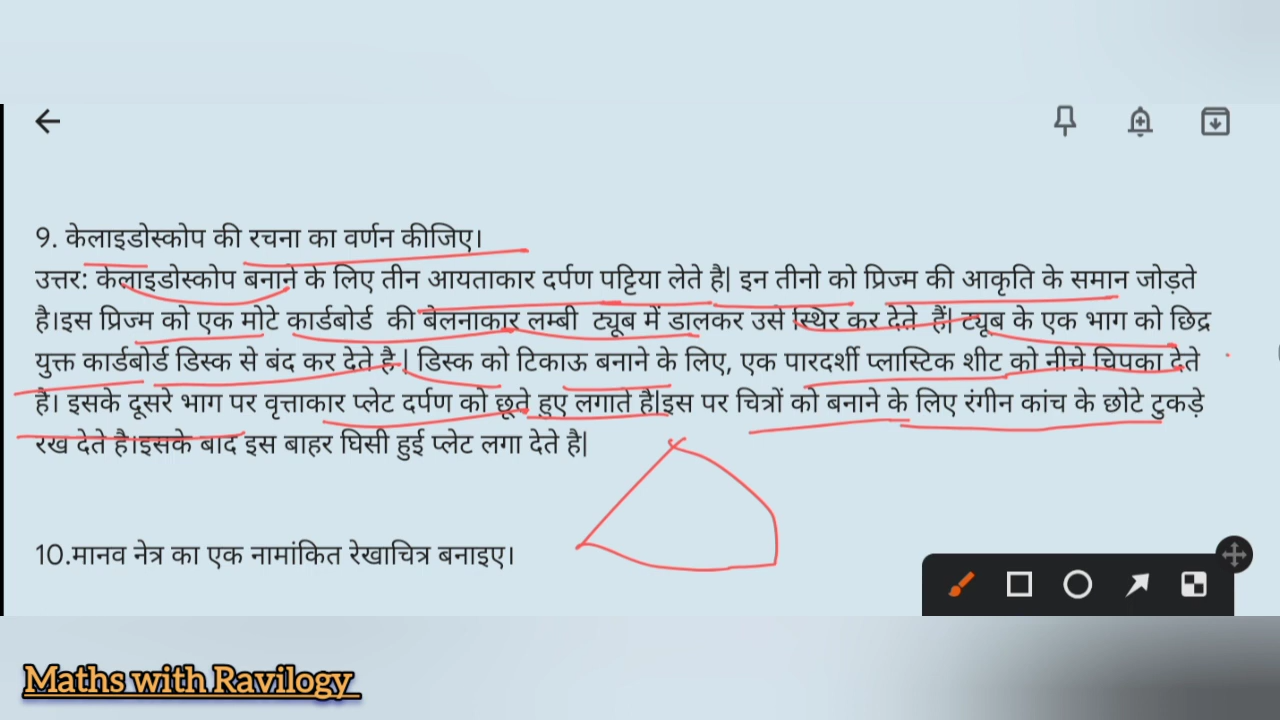 9. केलाइडोस्कोप की रचना का वर्णन कीजिए।
उत्तर: केलाइडोस्कोप बनाने के लिए तीन आयताकार दर्पण पट्टिया लेते है| इन तीनो को प्रिज्म की आकृति के समान जोड़ते
है।इस प्रिज्म को एक मोटे कार्डबोर्ड की बेलनाकार लम्बी ट्यूब में डालकर उसे स्थिर कर देते हैं| ट्यूब के एक भाग को छिद्र
युक्त कार्डबोर्ड डिस्क से बंद कर देते है | डिस्क को टिकाऊ बनाने के लिए, एक पारदर्शी प्लास्टिक शीट को नीचे चिपका देते
है। इसके दूसरे भाग पर वृत्ताकार प्लेट दर्पण को छूते हुए लगाते है|इस पर चित्रों को बनाने के लिए रंगीन कांच के छोटे टुकड़े
रख देते है।इसके बाद इस बाहर घिसी हुई प्लेट लगा देते है|
10.मानव नेत्र का एक नामांकित रेखाचित्र बनाइए।
Maths with Ravilogy